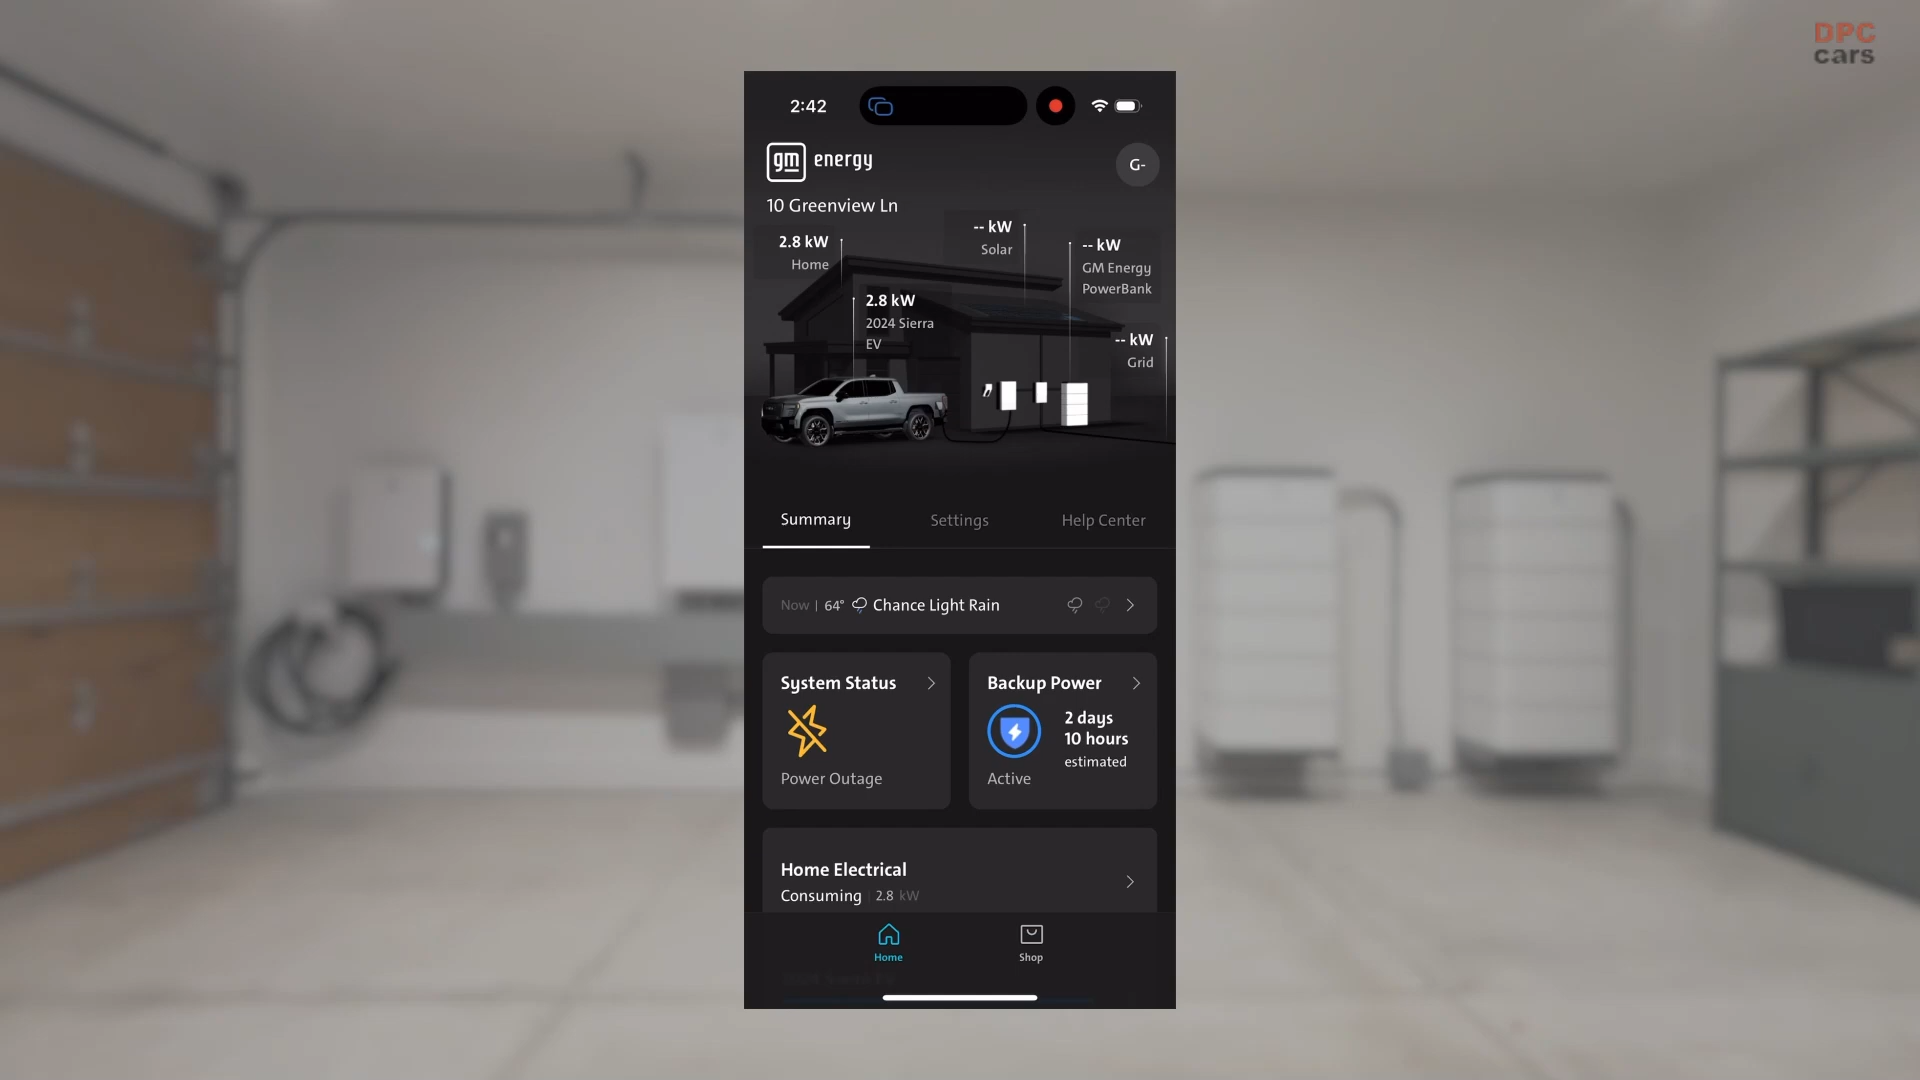 DPC
cars
2:42
gm energy
G-
10 Greenview Ln
2.8 kW
Home
-- kW
Solar
-- kW
GM Energy
PowerBank
2.8 kW
2024 Sierra
EV
-- kW
Grid
Summary
Settings
Help Center
Now | 64° Chance Light Rain
System Status
Power Outage
Backup Power
2 days
10 hours
estimated
Active
Home Electrical
Consuming | 2.8 kW
Home
Shop